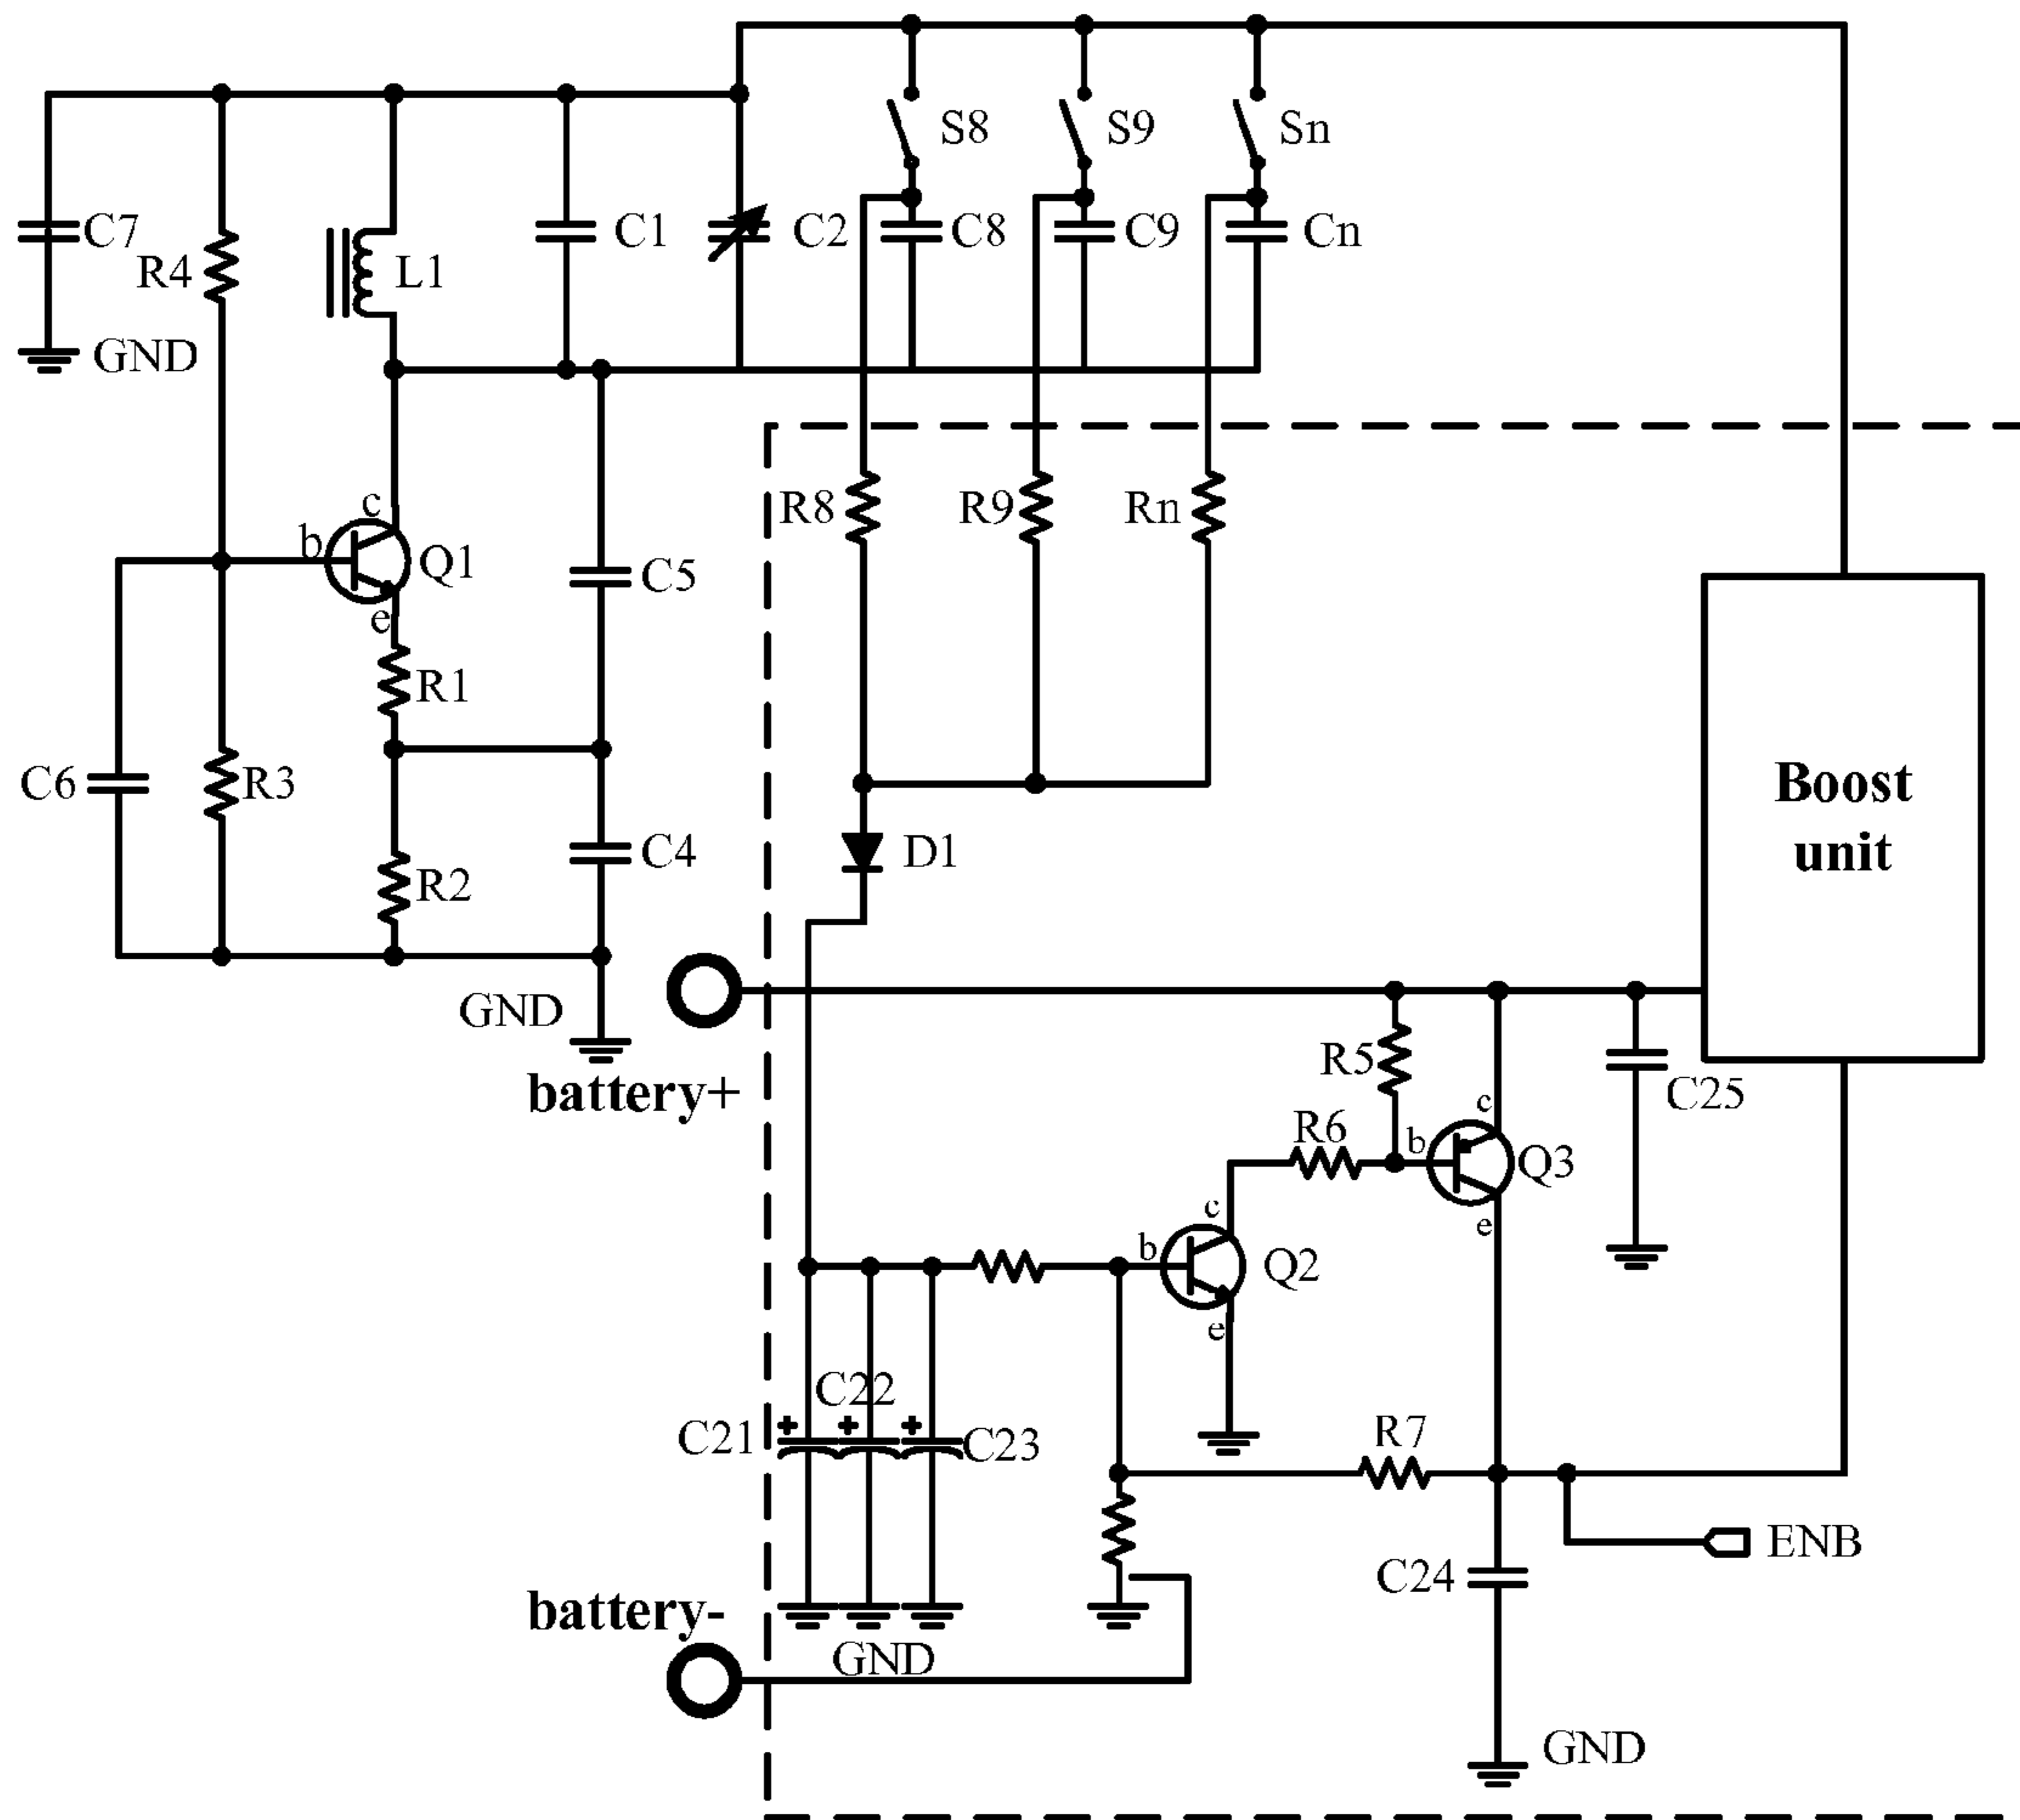 S8
S9
Sn
C7
C1
C2
C8
C9
Cn
R4
L1
GND
R8
R9
Rn
c
b
Q1
e
C5
R1
C6
R3
Boost
unit
D1
C4
R2
GND
battery+
R5
C25
c
R6
b
Q3
c
e
b
Q2
e
C22
C21
+
+
+
C23
R7
ENB
C24
battery-
GND
GND